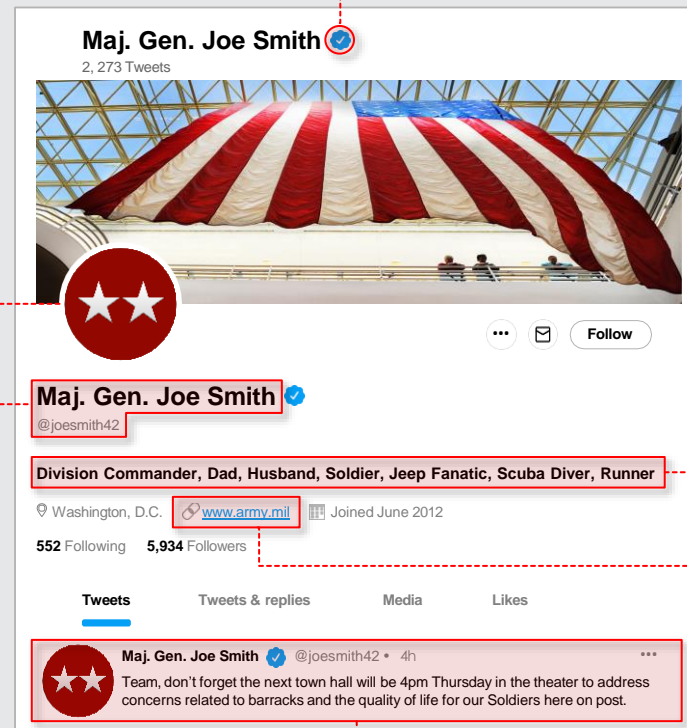 Maj. Gen. Joe Smith
2, 273 Tweets
Follow
Maj. Gen. Joe Smith
@joesmith42
Division Commander, Dad, Husband, Soldier, Jeep Fanatic, Scuba Diver, Runner
Washington, D.C. www.army.mil Joined June 2012
552 Following 5,934 Followers
Tweets Tweets & replies Media Likes
Maj. Gen. Joe Smith @joesmith42 • 4h
Team, don’t forget the next town hall will be 4pm Thursday in the theater to address
concerns related to barracks and the quality of life for our Soldiers here on post.